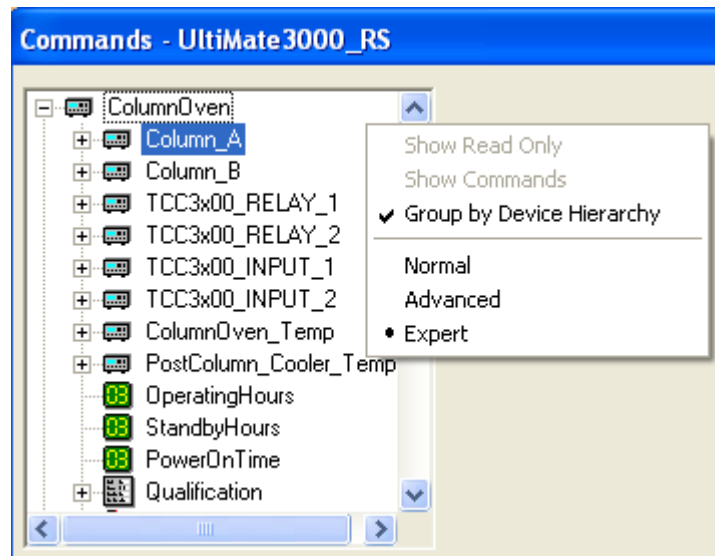 Commands - UltiMate3000_RS
ColumnOven
Column_A
Column_B
TCC3x00_RELAY_1
TCC3x00_RELAY_2
TCC3x00_INPUT_1
TCC3x00_INPUT_2
ColumnOven_Temp
PostColumn_Cooler_Temp
OperatingHours
StandbyHours
PowerOnTime
Qualification
Show Read Only
Show Commands
Group by Device Hierarchy
Normal
Advanced
Expert